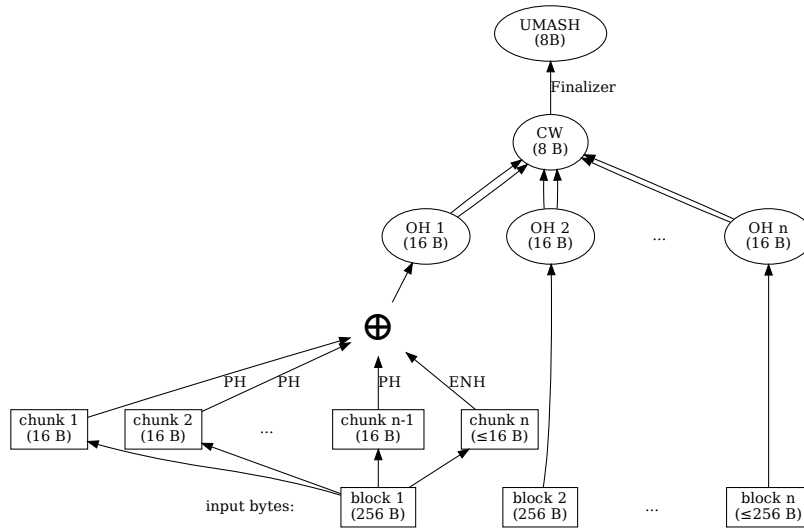 UMASH
(8B)
Finalizer
CW
(8 B)
OH 1
(16 B)
OH 2
(16 B)
...
OH n
(16 B)
⊕
PH
PH
PH
ENH
chunk 1
(16 B)
chunk 2
(16 B)
...
chunk n-1
(16 B)
chunk n
(≤16 B)
input bytes:
block 1
(256 B)
block 2
(256 B)
...
block n
(≤256 B)